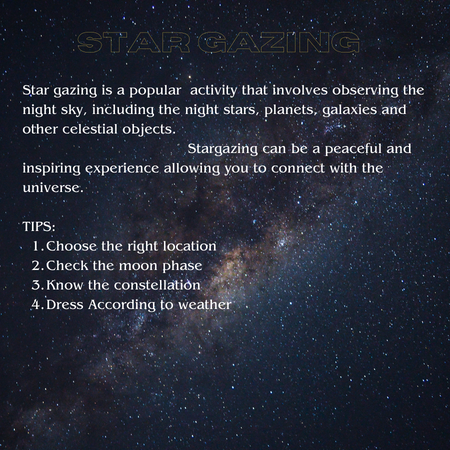 STAR GAZING
Star gazing is a popular activity that involves observing the
night sky, including the night stars, planets, galaxies and
other celestial objects.
Stargazing can be a peaceful and
inspiring experience allowing you to connect with the
universe.
TIPS:
1. Choose the right location
2. Check the moon phase
3. Know the constellation
4. Dress According to weather